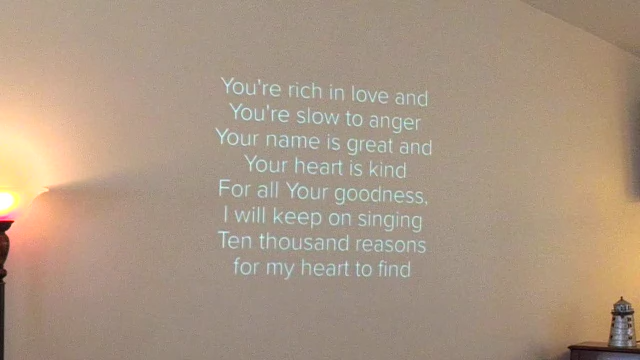 You're rich in love and
You're slow to anger
Your name is great and
Your heart is kind
For all Your goodness,
I will keep on singing
Ten thousand reasons
for my heart to find